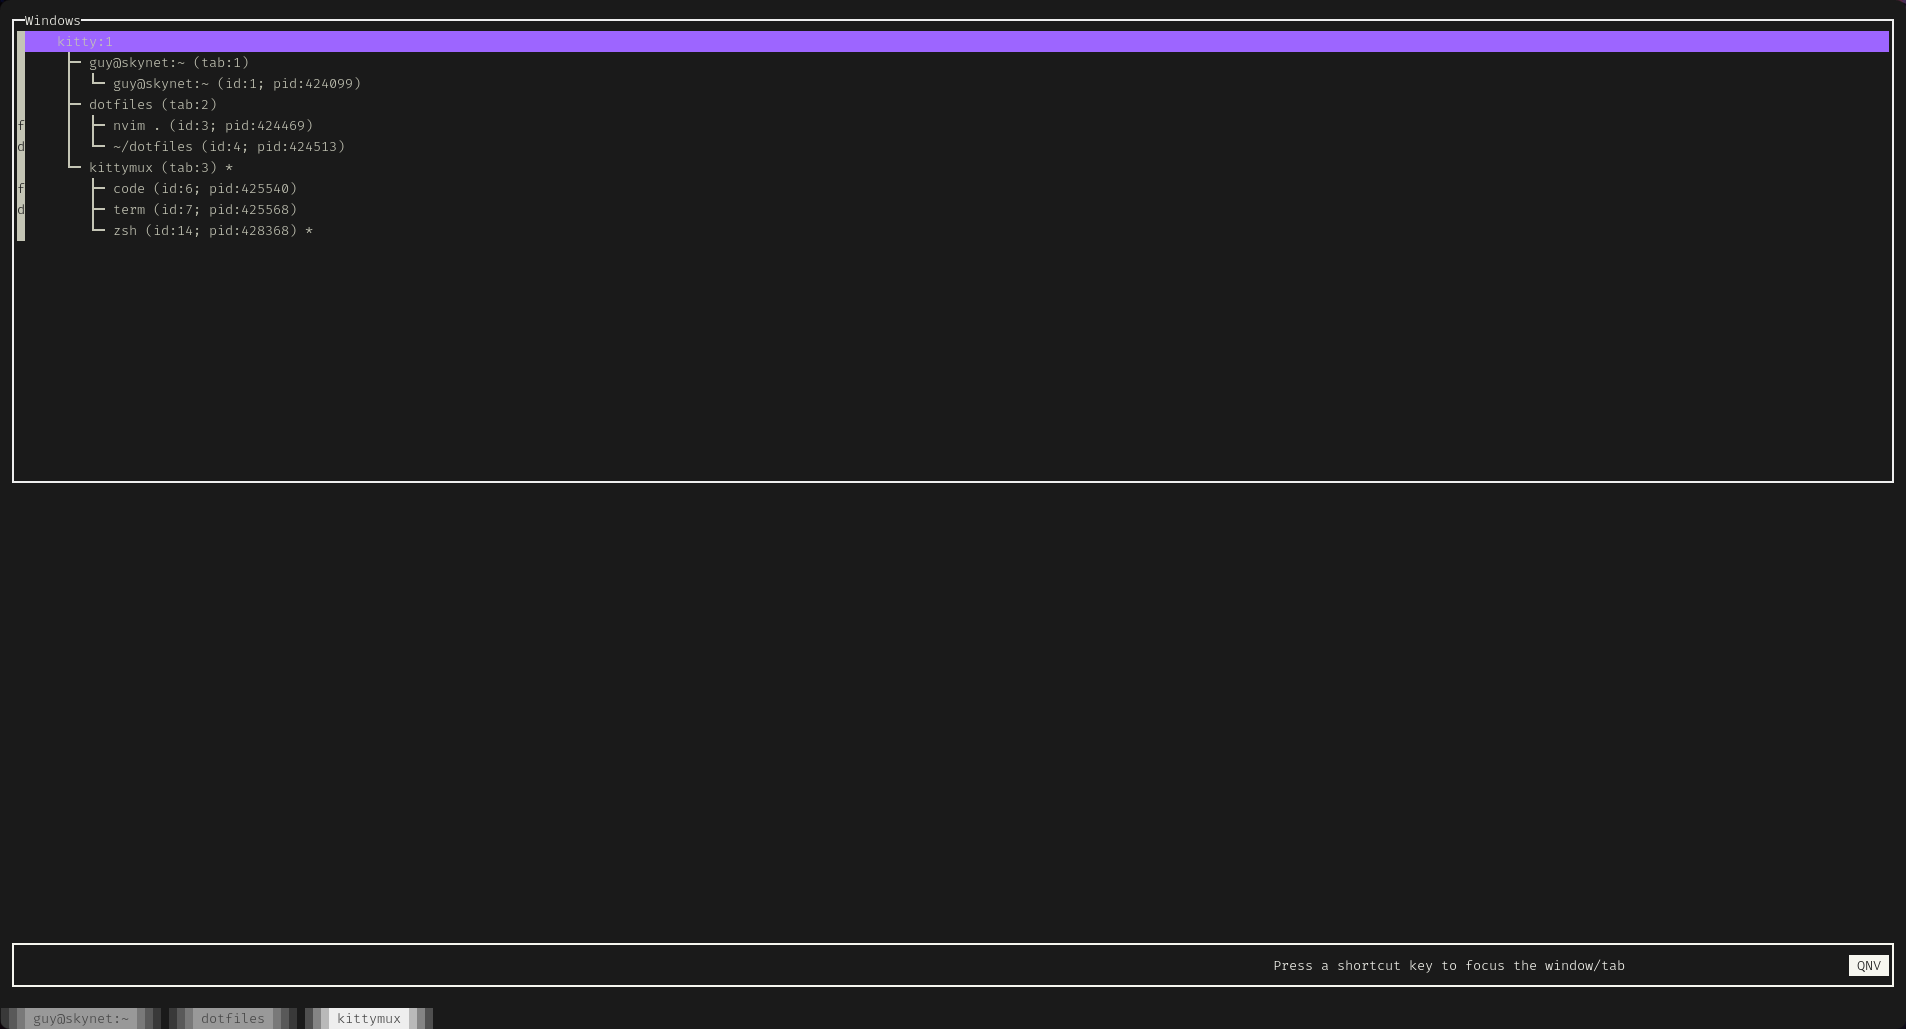 Windows
kitty:1
guy@skynet:~ (tab:1)
guy@skynet:~ (id:1; pid:424099)
dotfiles (tab:2)
f nvim . (id:3; pid:424469)
d ~/dotfiles (id:4; pid:424513)
kittymux (tab:3) *
f code (id:6; pid:425540)
d term (id:7; pid:425568)
zsh (id:14; pid:428368) *
Press a shortcut key to focus the window/tab QNV
guy@skynet:~ dotfiles kittymux